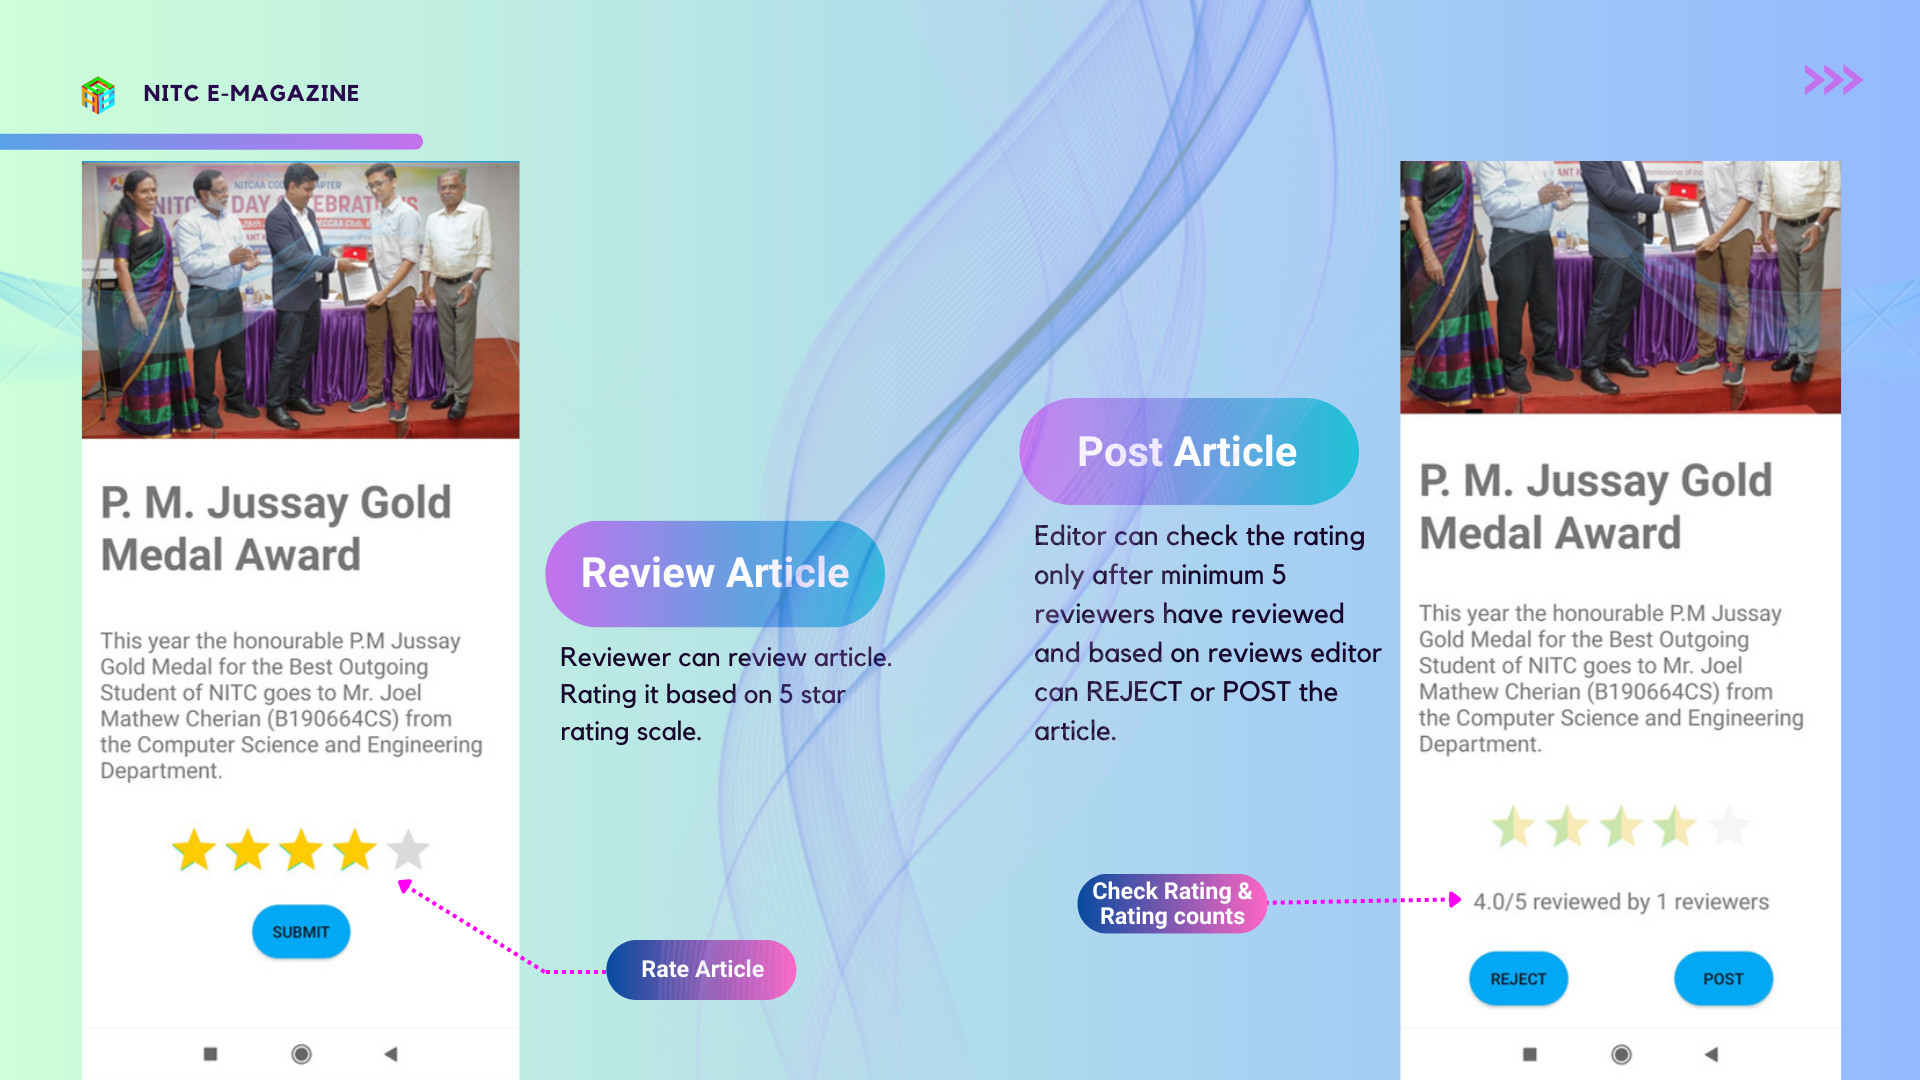 NITC E-MAGAZINE
NITCAA
NITC DAY CELEBRATIONS
P. M. Jussay Gold
Medal Award
This year the honourable P.M Jussay
Gold Medal for the Best Outgoing
Student of NITC goes to Mr. Joel
Mathew Cherian (B190664CS) from
the Computer Science and Engineering
Department.
SUBMIT
Review Article
Reviewer can review article.
Rating it based on 5 star
rating scale.
Rate Article
Post Article
Editor can check the rating
only after minimum 5
reviewers have reviewed
and based on reviews editor
can REJECT or POST the
article.
Check Rating &
Rating counts
P. M. Jussay Gold
Medal Award
This year the honourable P.M Jussay
Gold Medal for the Best Outgoing
Student of NITC goes to Mr. Joel
Mathew Cherian (B190664CS) from
the Computer Science and Engineering
Department.
4.0/5 reviewed by 1 reviewers
REJECT
POST